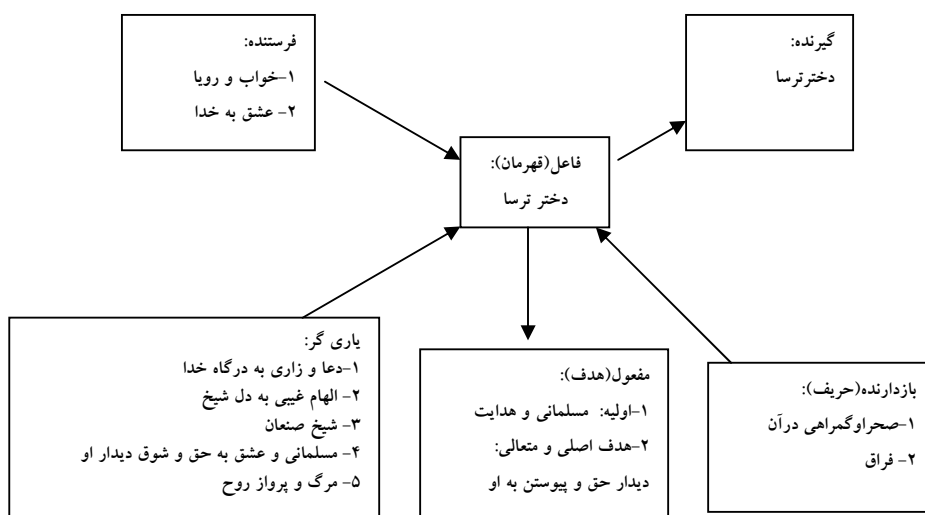 گیرنده:
دخترترسا
فرستنده:
۱-خواب و رویا
۲- عشق به خدا
فاعل(قهرمان):
دختر ترسا
بازدارنده(حریف):
۱-صحراوگمراهی درآن
۲- فراق
مفعول(هدف):
۱-اولیه: مسلمانی و هدایت
۲-هدف اصلی و متعالی:
دیدار حق و پیوستن به او
یاری گر:
۱-دعا و زاری به درگاه خدا
۲- الهام غیبی به دل شیخ
۳- شیخ صنعان
۴- مسلمانی و عشق به حق و شوق دیدار او
۵- مرگ و پرواز روح